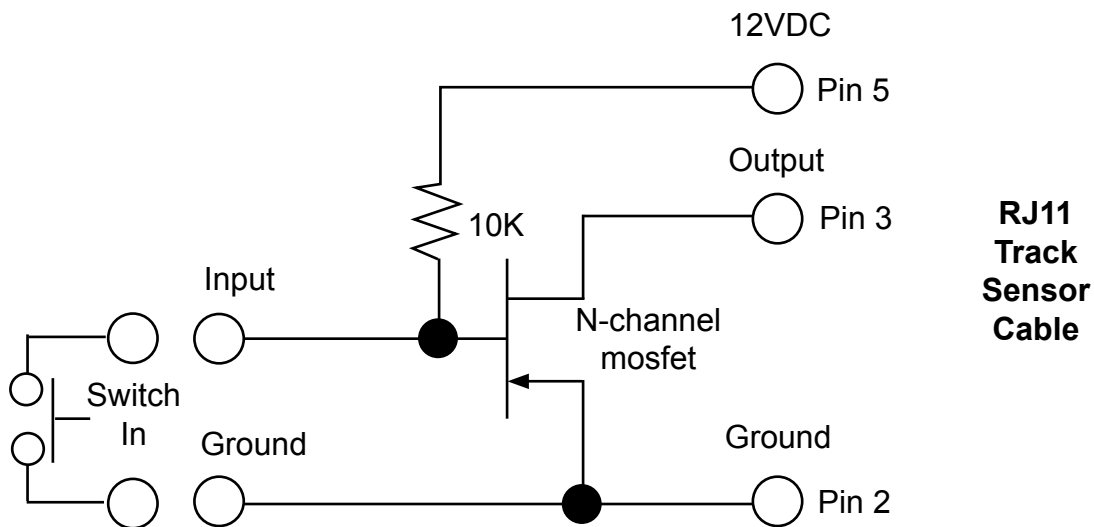 12VDC
Pin 5
Output
Pin 3
10K
RJ11
Track
Sensor
Cable
Input
N-channel
mosfet
Switch
In
Ground
Ground
Pin 2